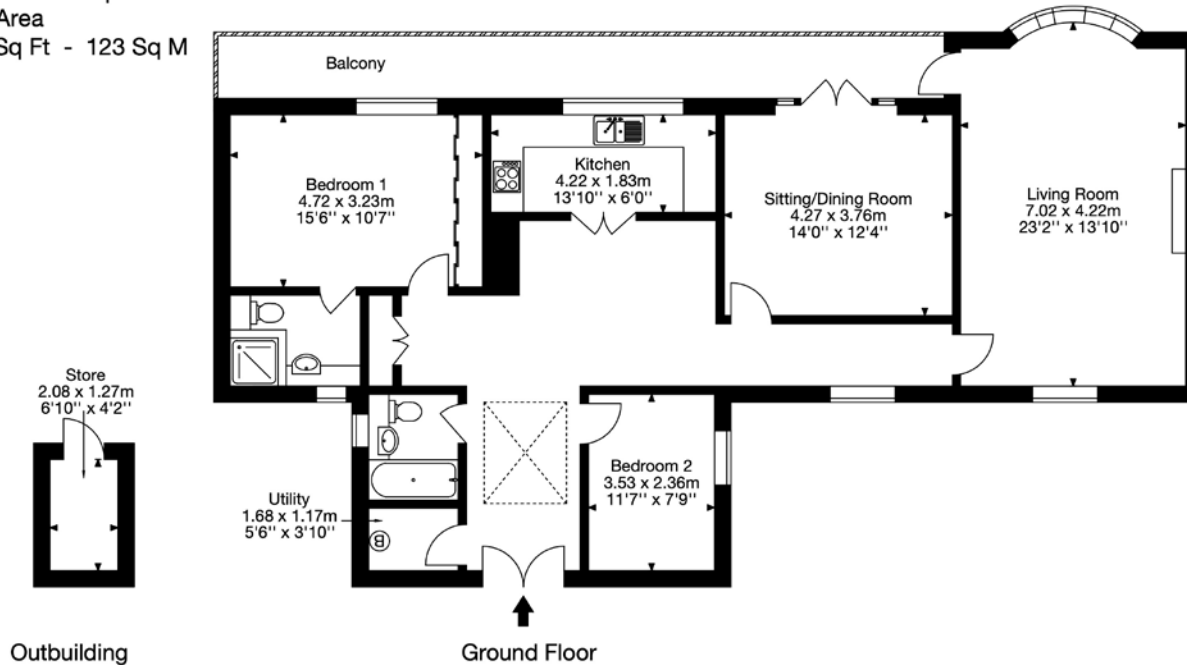 Area
Sq Ft - 123 Sq M
Balcony
Bedroom 1
4.72 x 3.23m
15'6'' x 10'7''
Kitchen
4.22 x 1.83m
13'10'' x 6'0''
Sitting/Dining Room
4.27 x 3.76m
14'0'' x 12'4''
Living Room
7.02 x 4.22m
23'2'' x 13'10''
Store
2.08 x 1.27m
6'10'' x 4'2''
Utility
1.68 x 1.17m
5'6'' x 3'10''
B
Bedroom 2
3.53 x 2.36m
11'7'' x 7'9''
Outbuilding
Ground Floor